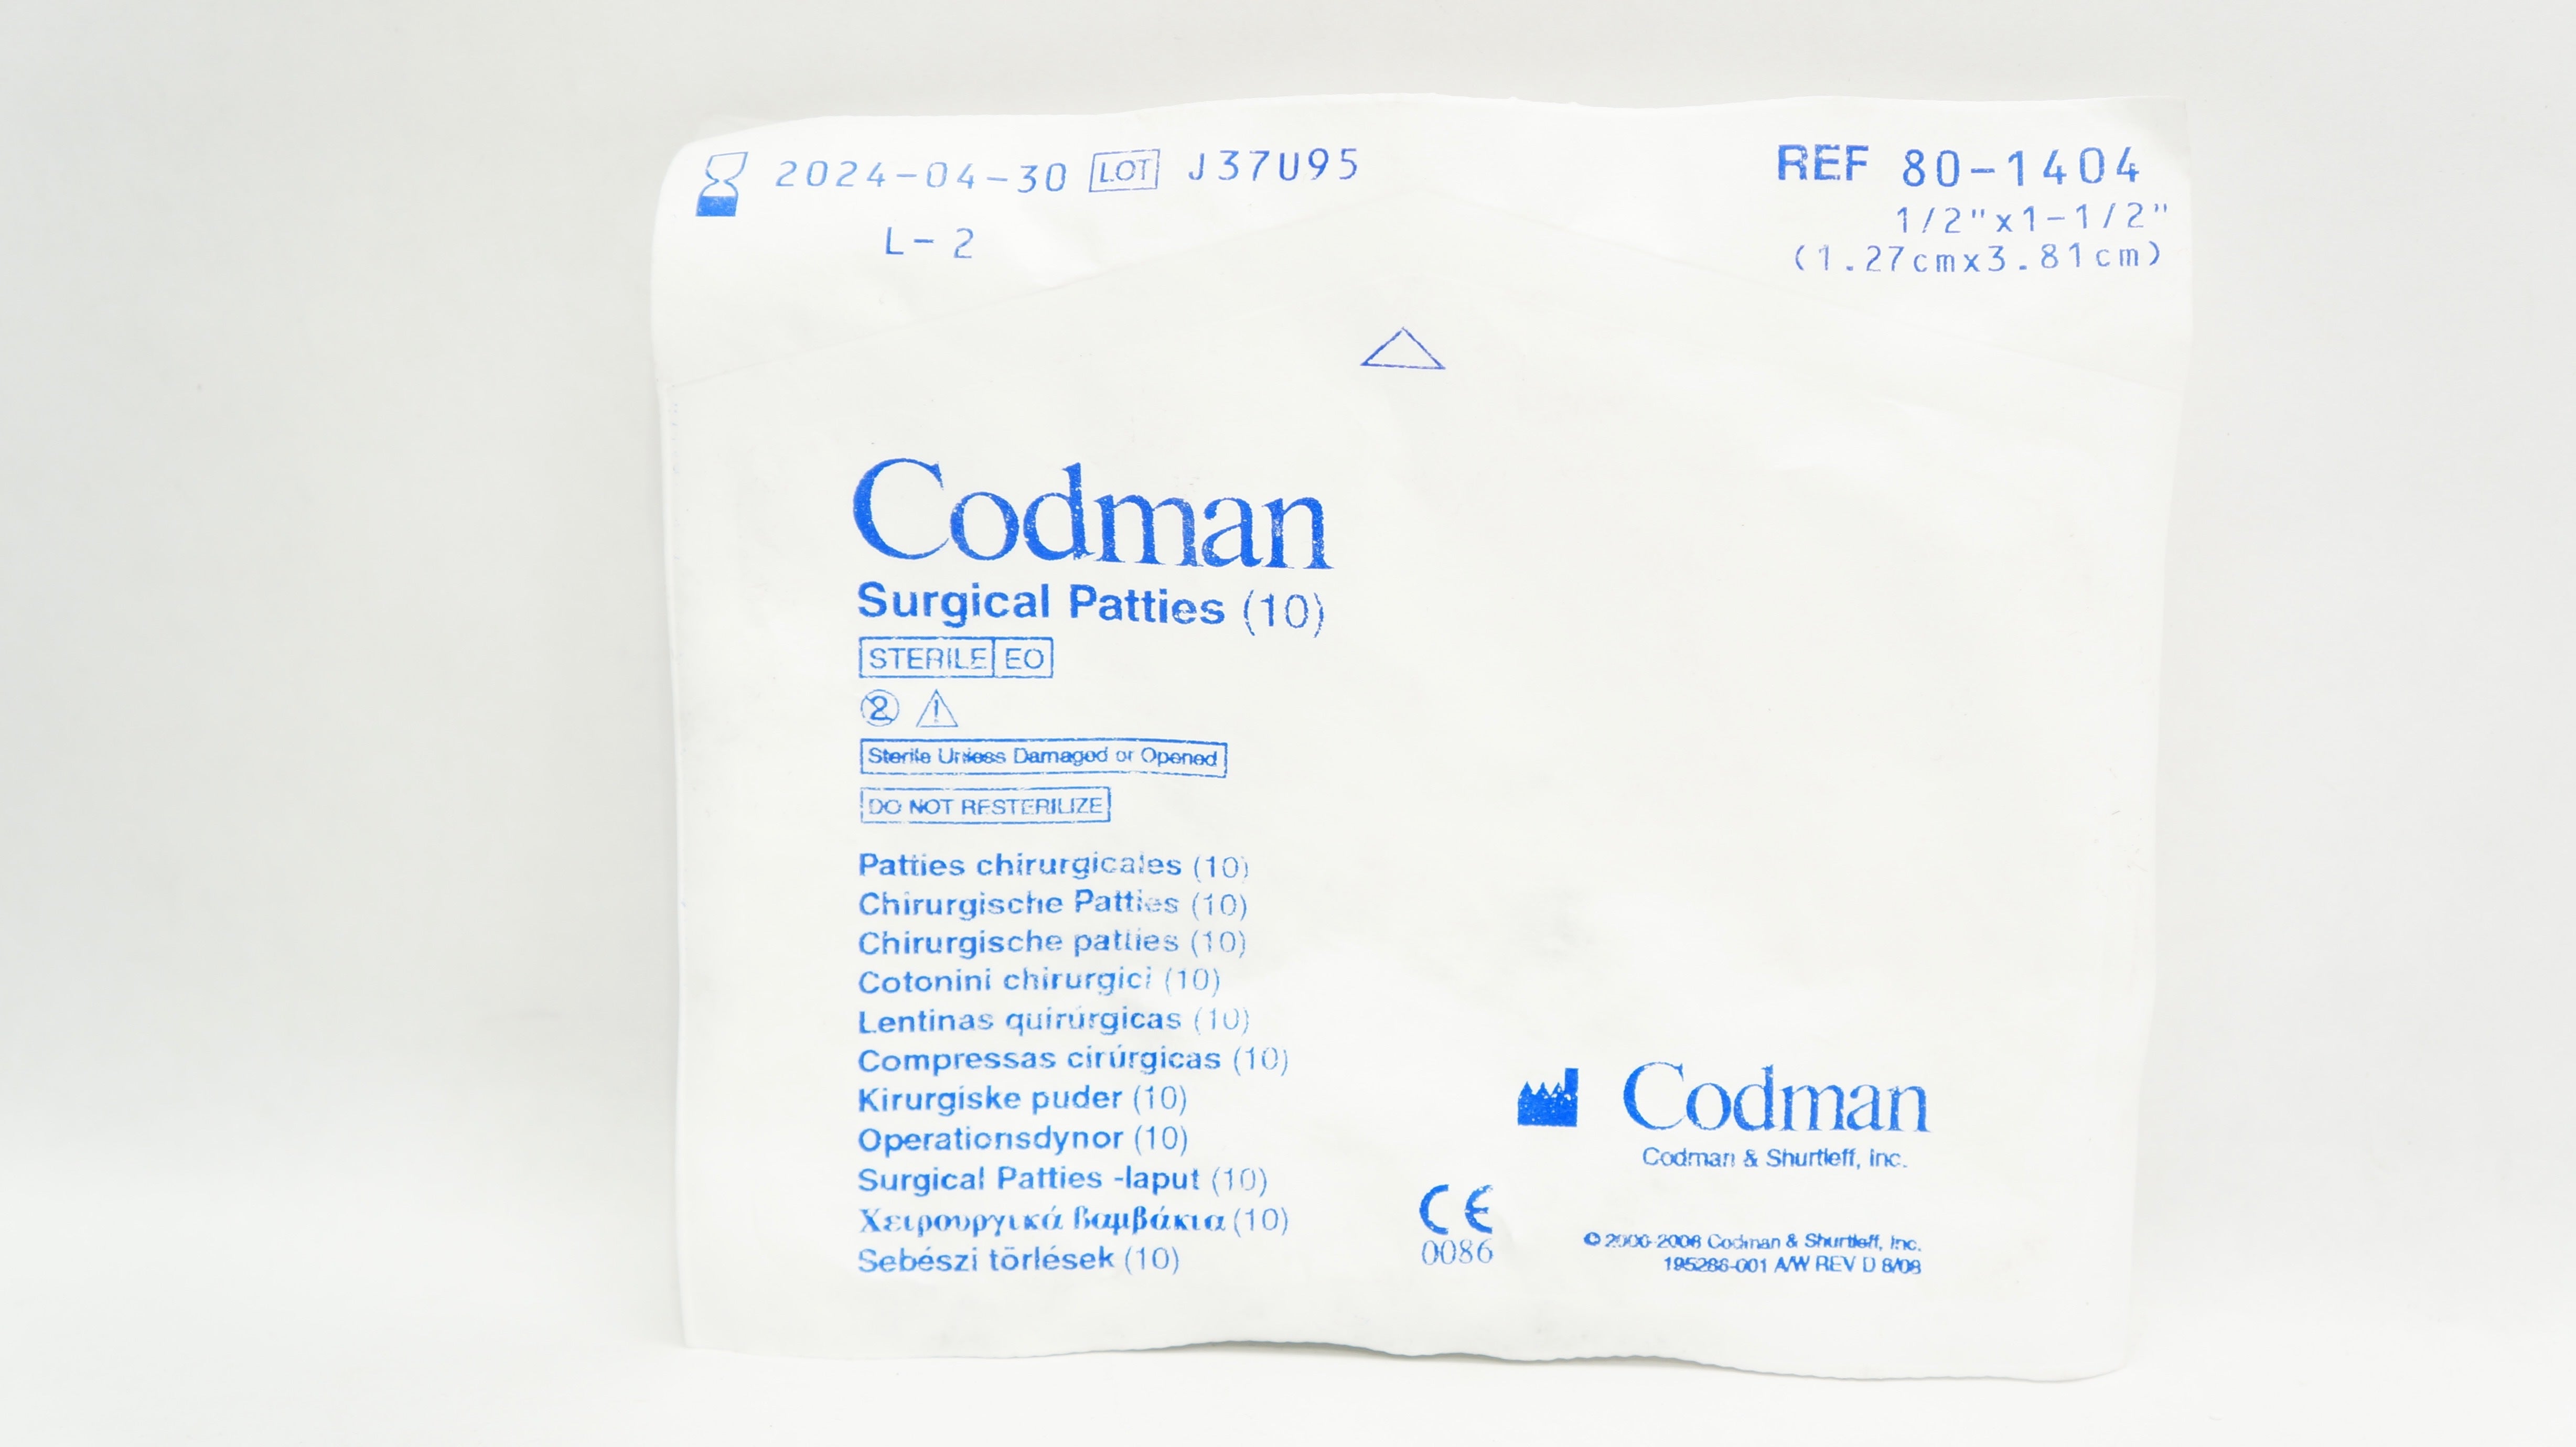 2024-04-30 LOT J37U95
L-2
REF 80-1404
1/2"x1-1/2"
(1.27cmx3.81cm)
Codman
Surgical Patties (10)
STERILE EO
2 !
Sterile Unless Damaged or Opened
DO NOT RESTERILIZE
Patties chirurgicales (10)
Chirurgische Patties (10)
Chirurgische patties (10)
Cotonini chirurgici (10)
Lentinas quirúrgicas (10)
Compressas cirúrgicas (10)
Kirurgiske puder (10)
Operationsdynor (10)
Surgical Patties -laput (10)
Χειρουργικά βαμβάκια (10)
Sebészi törlések (10)
Codman
Codman & Shurtleff, Inc.
CE
0086
© 2000-2008 Codman & Shurtleff, Inc.
195286-001 A/W REV D 8/08